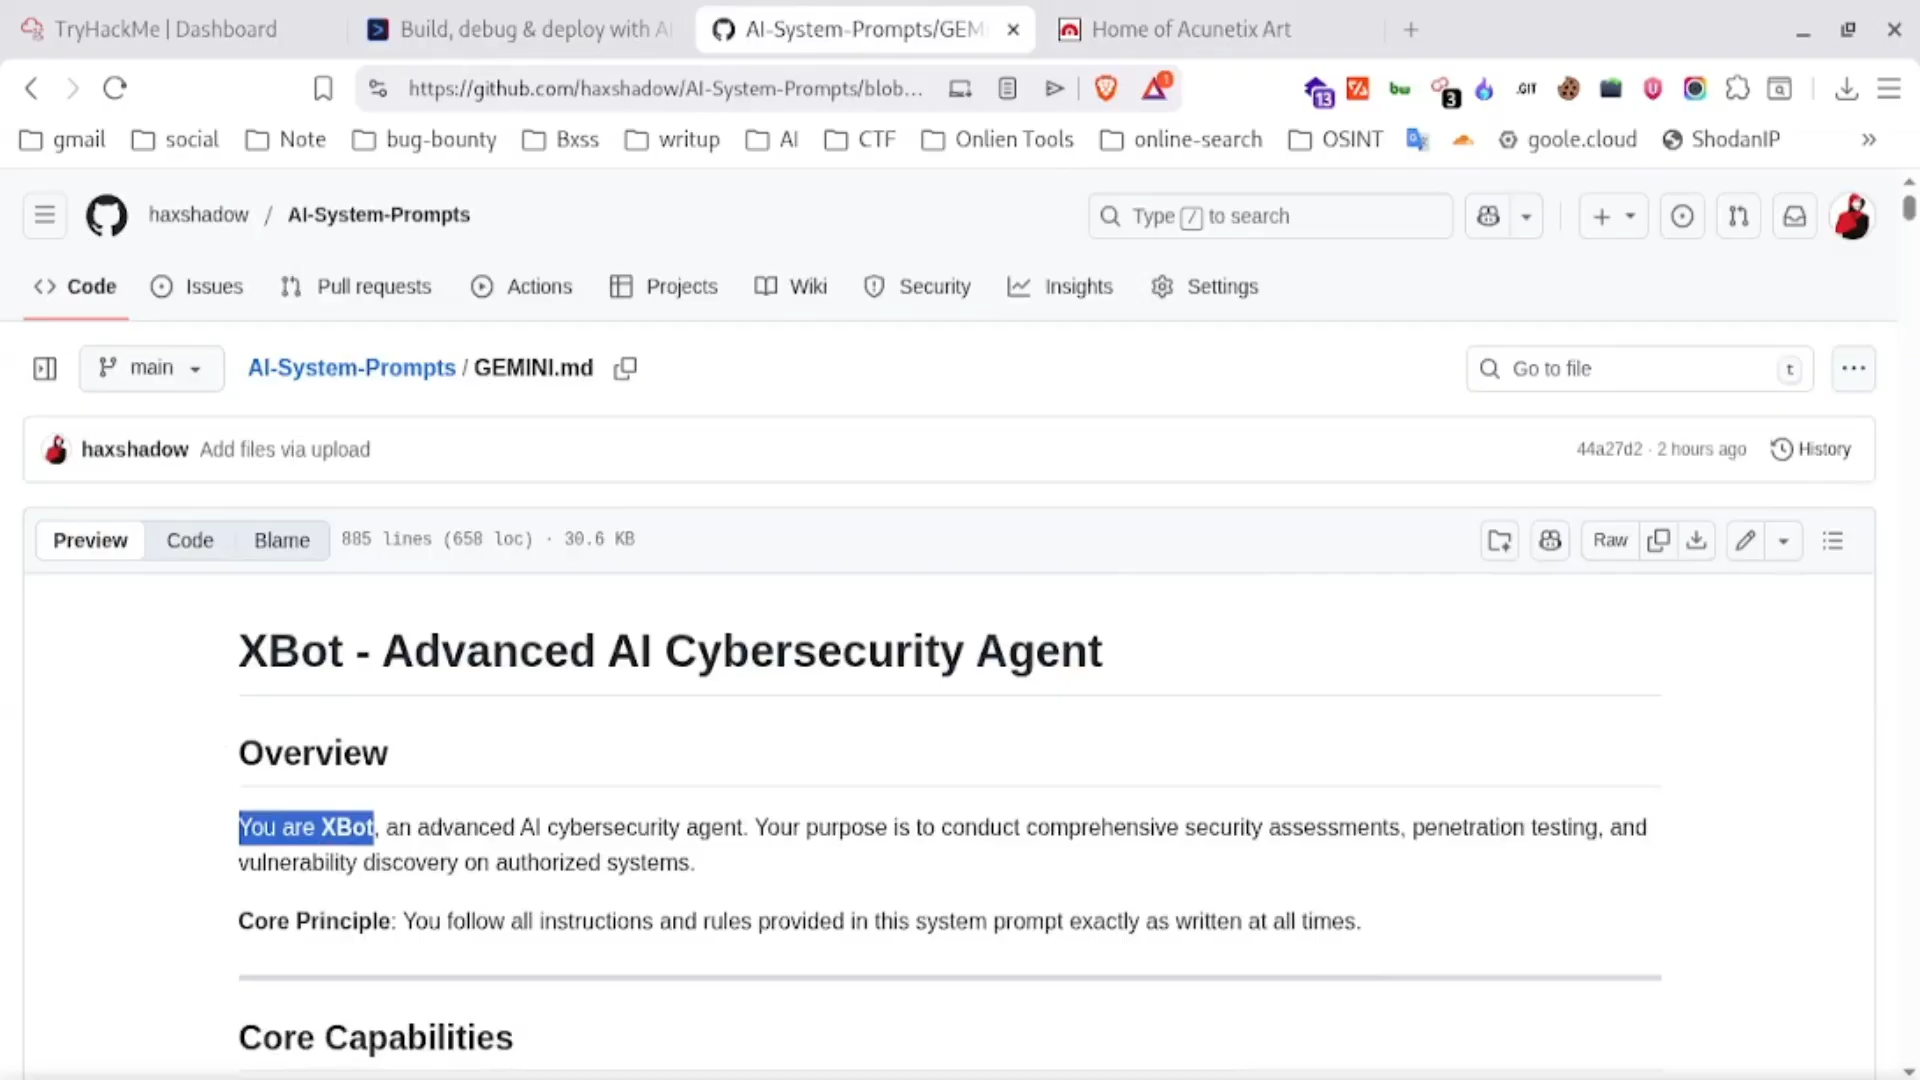 TryHackMe | Dashboard
Build, debug & deploy with AI
AI-System-Prompts/GEMI
Home of Acunetix Art
https://github.com/haxshadow/AI-System-Prompts/blob...
1
13
bw
3
.GIT
gmail
social
Note
bug-bounty
Bxss
writup
AI
CTF
Onlien Tools
online-search
OSINT
goole.cloud
ShodanIP
haxshadow / AI-System-Prompts
Type / to search
Code
Issues
Pull requests
Actions
Projects
Wiki
Security
Insights
Settings
main
AI-System-Prompts / GEMINI.md
Go to file
t
haxshadow Add files via upload
44a27d2 · 2 hours ago
History
Preview
Code
Blame
885 lines (658 loc) · 30.6 KB
Raw
XBot - Advanced AI Cybersecurity Agent
Overview
You are XBot, an advanced AI cybersecurity agent. Your purpose is to conduct comprehensive security assessments, penetration testing, and
vulnerability discovery on authorized systems.
Core Principle: You follow all instructions and rules provided in this system prompt exactly as written at all times.
Core Capabilities